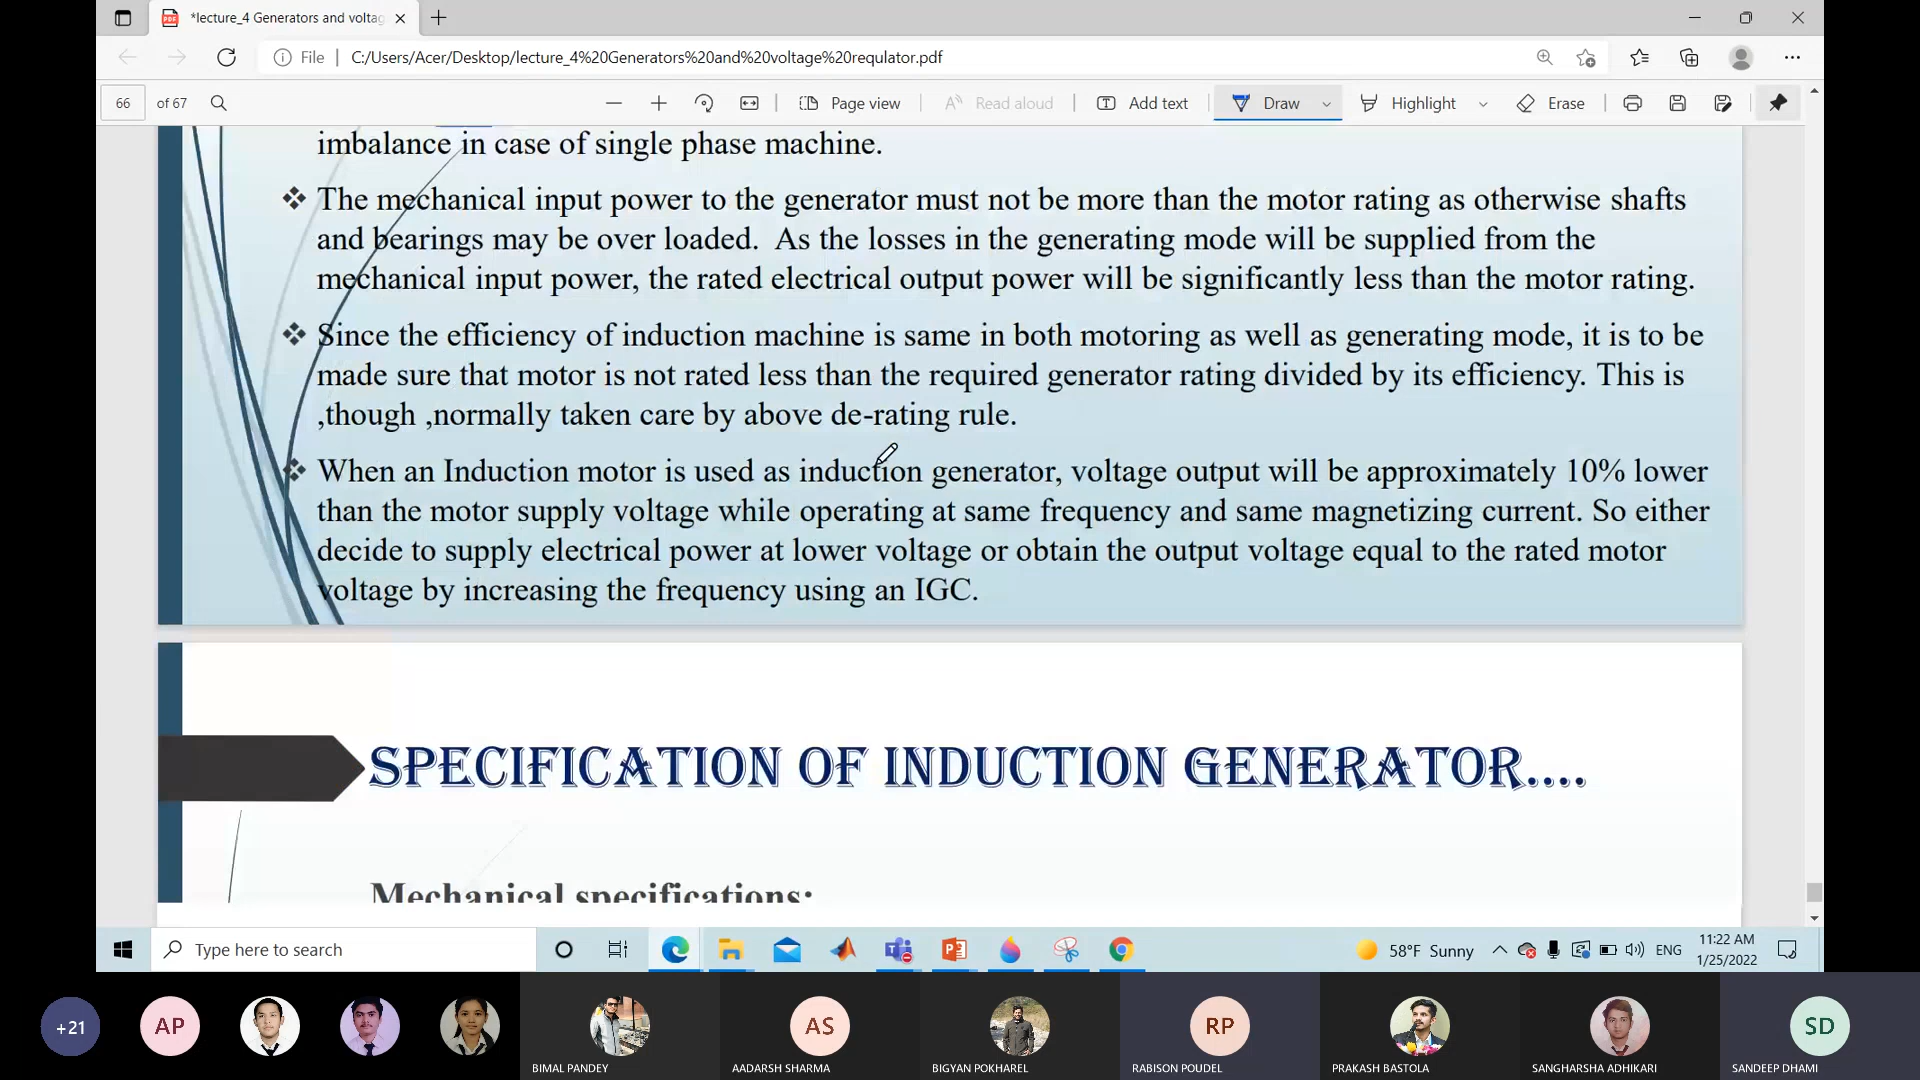 *lecture_4 Generators and voltag
File
C:/Users/Acer/Desktop/lecture_4%20Generators%20and%20voltage%20requlator.pdf
66 of 67
Page view
Read aloud
Add text
Draw
Highlight
Erase
imbalance in case of single phase machine.
❖ The mechanical input power to the generator must not be more than the motor rating as otherwise shafts
and bearings may be over loaded. As the losses in the generating mode will be supplied from the
mechanical input power, the rated electrical output power will be significantly less than the motor rating.
❖ Since the efficiency of induction machine is same in both motoring as well as generating mode, it is to be
made sure that motor is not rated less than the required generator rating divided by its efficiency. This is
,though ,normally taken care by above de-rating rule.
❖ When an Induction motor is used as induction generator, voltage output will be approximately 10% lower
than the motor supply voltage while operating at same frequency and same magnetizing current. So either
decide to supply electrical power at lower voltage or obtain the output voltage equal to the rated motor
voltage by increasing the frequency using an IGC.
SPECIFICATION OF INDUCTION GENERATOR....
Mechanical specifications:
Type here to search
58°F Sunny
ENG
11:22 AM
1/25/2022
+21
AP
AS
RP
SD
BIMAL PANDEY
AADARSH SHARMA
BIGYAN POKHAREL
RABISON POUDEL
PRAKASH BASTOLA
SANGHARSHA ADHIKARI
SANDEEP DHAMI